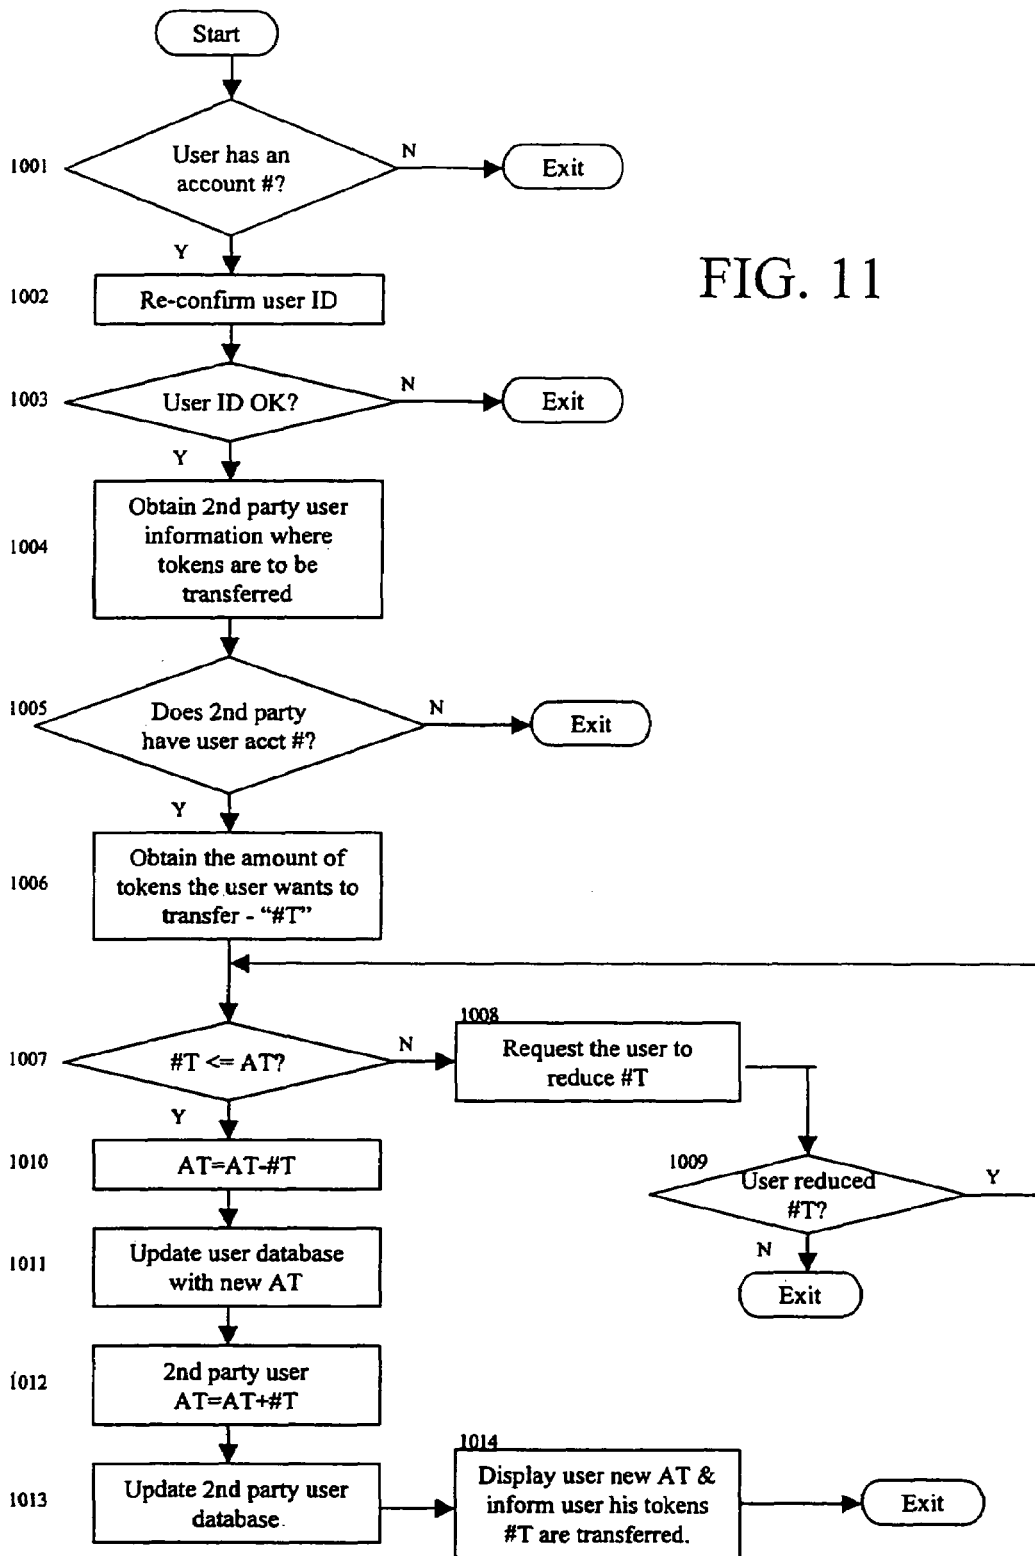 Start
1001
User has an
account #?
N
Exit
Y
FIG. 11
1002
Re-confirm user ID
1003
User ID OK?
N
Exit
Y
1004
Obtain 2nd party user
information where
tokens are to be
transferred
1005
Does 2nd party
have user acct #?
N
Exit
Y
1006
Obtain the amount of
tokens the user wants to
transfer - “#T”
1007
#T <= AT?
N
1008
Request the user to
reduce #T
Y
1009
User reduced
#T?
Y
N
Exit
1010
AT=AT-#T
1011
Update user database
with new AT
1012
2nd party user
AT=AT+#T
1013
Update 2nd party user
database.
1014
Display user new AT &
inform user his tokens
#T are transferred.
Exit